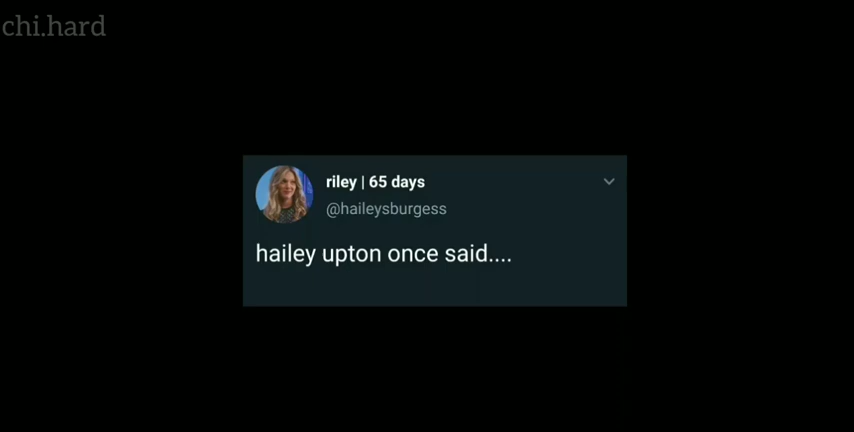 chi.hard
riley | 65 days
@haileysburgess
hailey upton once said....